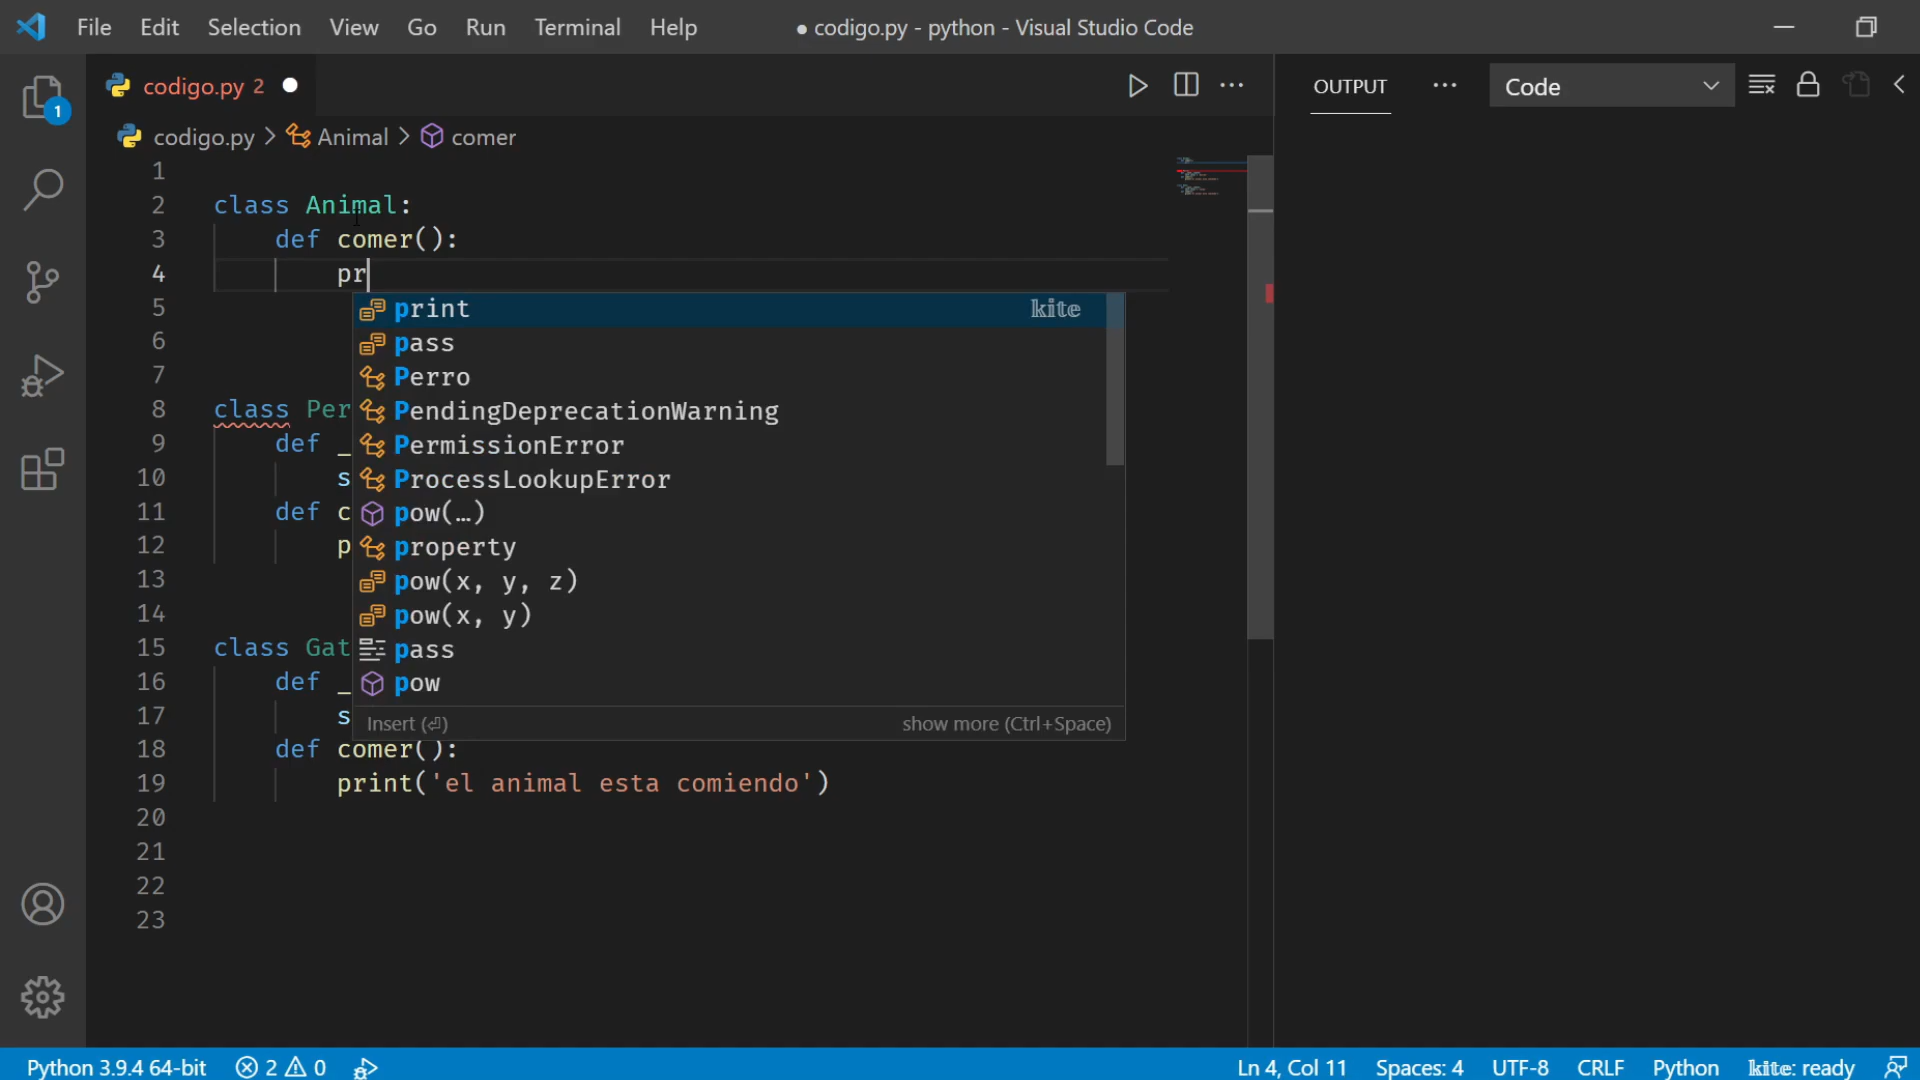 File Edit Selection View Go Run Terminal Help ● codigo.py - python - Visual Studio Code
codigo.py 2
OUTPUT Code
1
codigo.py > Animal > comer
1
2 class Animal:
3 def comer():
4 pr
5
print kite
6
pass
7
Perro
8 class Per
PendingDeprecationWarning
9 def _
PermissionError
10 s
ProcessLookupError
11 def c
pow(…)
12 p
property
13
pow(x, y, z)
14
pow(x, y)
15 class Gat
pass
16 def _
pow
17 s
Insert (⏎) show more (Ctrl+Space)
18 def comer():
19 print('el animal esta comiendo')
20
21
22
23
Python 3.9.4 64-bit 2 0 Ln 4, Col 11 Spaces: 4 UTF-8 CRLF Python kite: ready